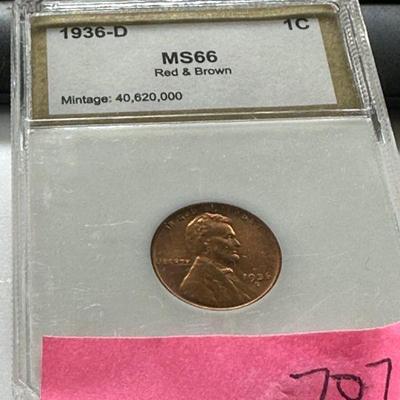 1936-D 1C
MS66
Red & Brown
Mintage: 40,620,000
LIBERTY 1936
D
707